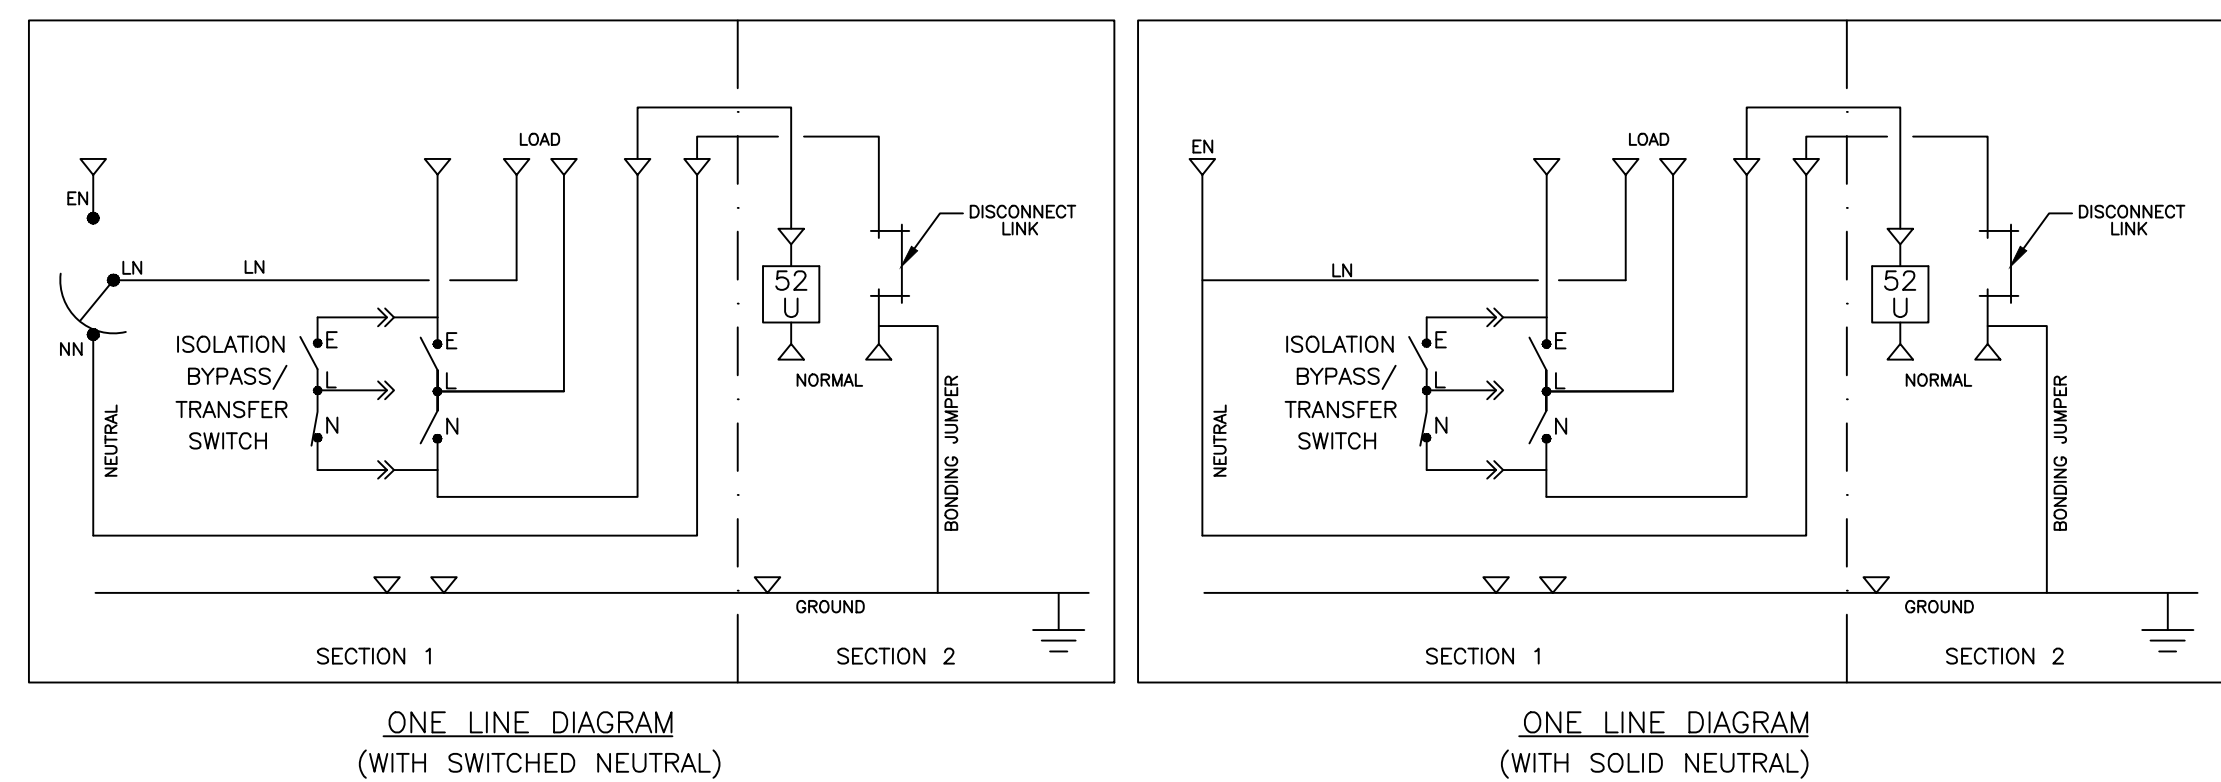 LOAD
EN
DISCONNECT
LINK
LN
LN
52
U
NN
ISOLATION
BYPASS/
TRANSFER
SWITCH
E
L
N
E
L
N
NORMAL
NEUTRAL
BONDING JUMPER
GROUND
SECTION 1
SECTION 2
ONE LINE DIAGRAM
(WITH SWITCHED NEUTRAL)
EN
LOAD
DISCONNECT
LINK
LN
52
U
ISOLATION
BYPASS/
TRANSFER
SWITCH
E
L
N
E
L
N
NORMAL
NEUTRAL
BONDING JUMPER
GROUND
SECTION 1
SECTION 2
ONE LINE DIAGRAM
(WITH SOLID NEUTRAL)